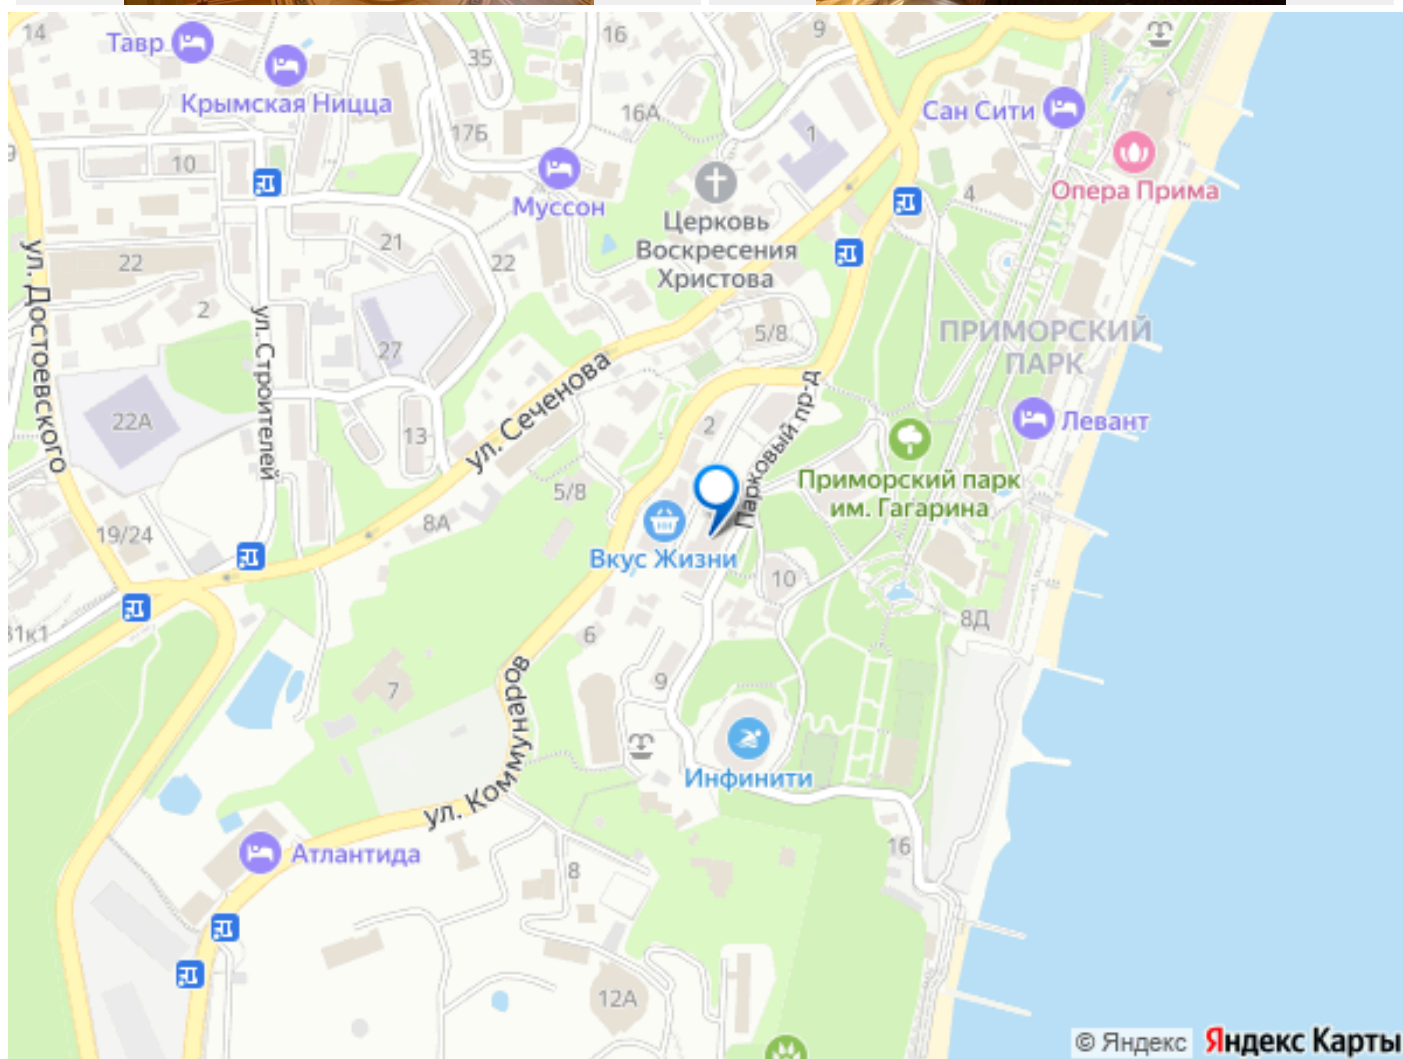 14
Тавр
16
9
35
Крымская Ницца
16А
17Б
1
Сан Сити
10
Муссон
4
Опера Прима
Церковь
Воскресения
Христова
21
22
22
ул. Достоевского
2
ул. Строителей
27
5/8
ПРИМОРСКИЙ
ПАРК
ул. Сеченова
Парковый пр-д
22А
13
2
Левант
Приморский парк
им. Гагарина
5/8
8А
19/24
Вкус Жизни
10
31к1
6
8Д
7
9
ул. Коммунаров
Инфинити
Атлантида
16
8
12А
© Яндекс
Яндекс Карты